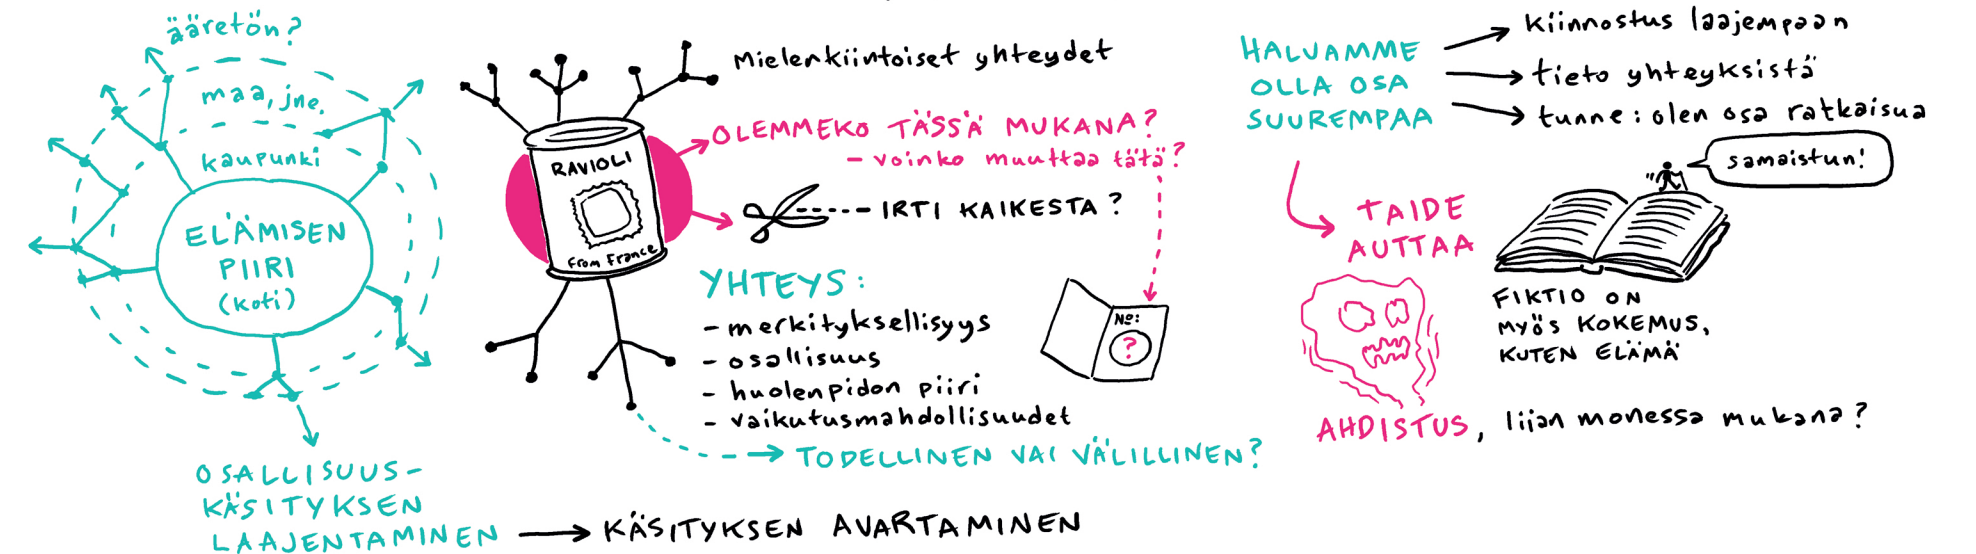 ääretön?
maa, jne.
kaupunki
ELÄMISEN
PIIRI
(koti)
OSALLISUUS-
KÄSITYKSEN
LAAJENTAMINEN
KÄSITYKSEN AVARTAMINEN
Mielenkiintoiset yhteydet
RAVIOLI
From France
OLEMMEKO TÄSSÄ MUKANA?
- voinko muuttaa tätä?
IRTI KAIKESTA?
YHTEYS:
- merkityksellisyys
- osallisuus
- huolenpidon piiri
- vaikutusmahdollisuudet
TODELLINEN VAI VÄLILLINEN?
No:
?
HALUAMME
OLLA OSA
SUUREMPAA
kiinnostus laajempaan
tieto yhteyksistä
tunne: olen osa ratkaisua
samaistun!
TAIDE
AUTTAA
FIKTIO ON
MYÖS KOKEMUS,
KUTEN ELÄMÄ
AHDISTUS, liian monessa mukana?